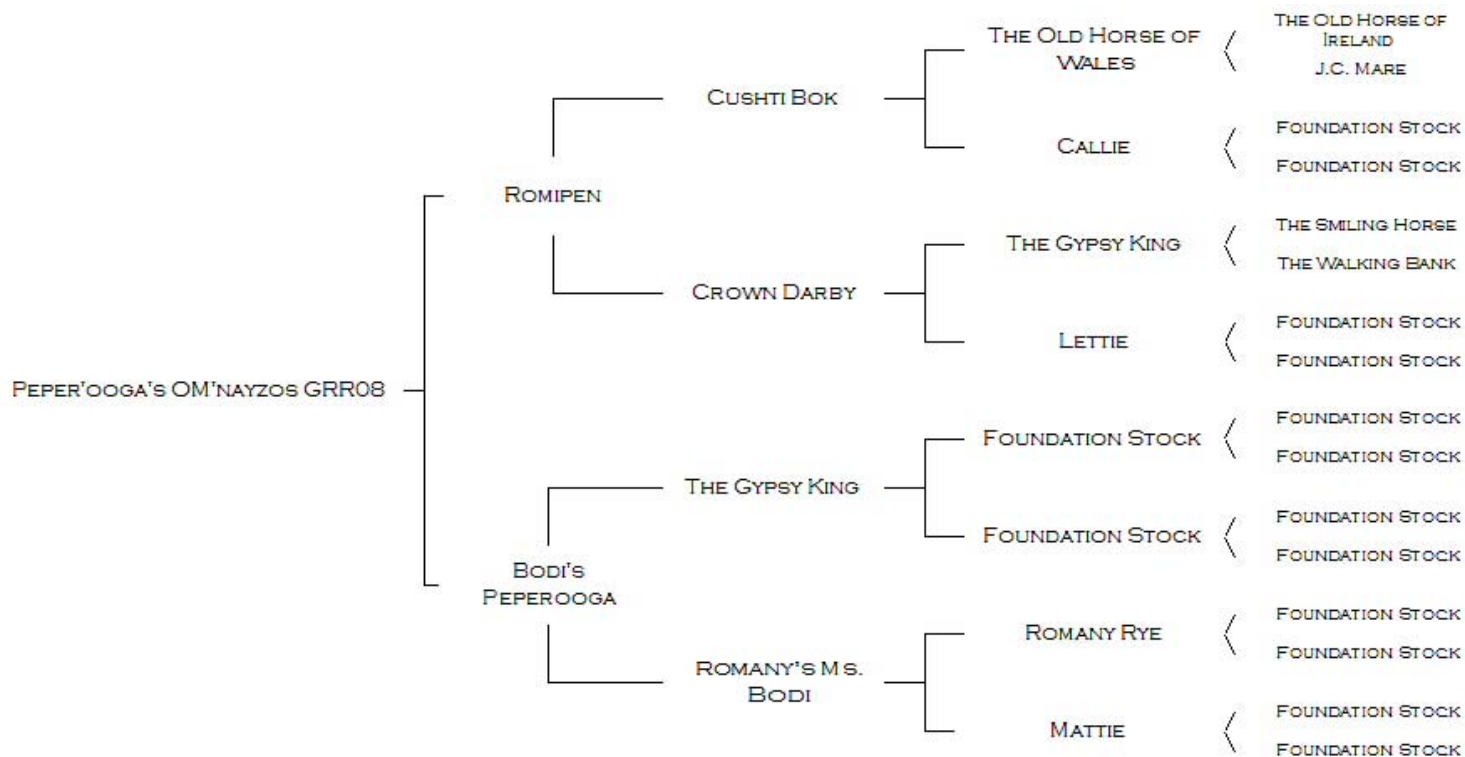 The Old Horse of
Ireland
The Old Horse of
Wales
J.C. Mare
Cushti Bok
Foundation Stock
Callie
Foundation Stock
Romipen
The Smiling Horse
The Gypsy King
The Walking Bank
Crown Darby
Foundation Stock
Lettie
Foundation Stock
Peper'ooga's OM'nayzos GRR08
Foundation Stock
Foundation Stock
Foundation Stock
The Gypsy King
Foundation Stock
Foundation Stock
Foundation Stock
Bodi's
Peperooga
Foundation Stock
Romany Rye
Foundation Stock
Romany's Ms.
Bodi
Foundation Stock
Mattie
Foundation Stock